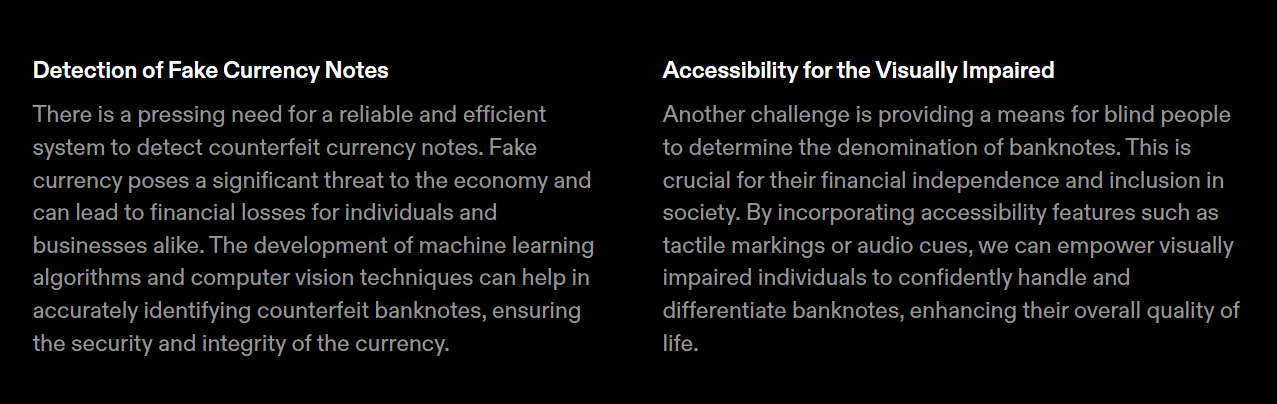 Detection of Fake Currency Notes
There is a pressing need for a reliable and efficient
system to detect counterfeit currency notes. Fake
currency poses a significant threat to the economy and
can lead to financial losses for individuals and
businesses alike. The development of machine learning
algorithms and computer vision techniques can help in
accurately identifying counterfeit banknotes, ensuring
the security and integrity of the currency.
Accessibility for the Visually Impaired
Another challenge is providing a means for blind people
to determine the denomination of banknotes. This is
crucial for their financial independence and inclusion in
society. By incorporating accessibility features such as
tactile markings or audio cues, we can empower visually
impaired individuals to confidently handle and
differentiate banknotes, enhancing their overall quality of
life.